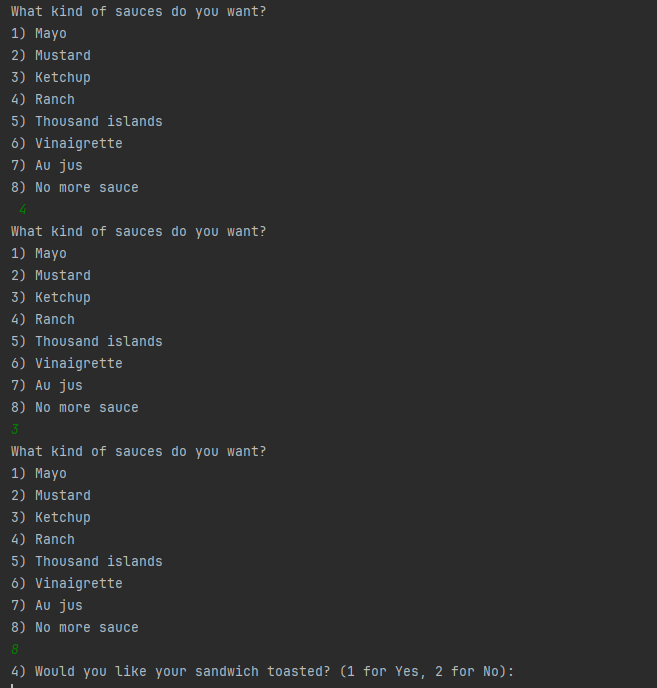 What kind of sauces do you want?
1) Mayo
2) Mustard
3) Ketchup
4) Ranch
5) Thousand islands
6) Vinaigrette
7) Au jus
8) No more sauce
4
What kind of sauces do you want?
1) Mayo
2) Mustard
3) Ketchup
4) Ranch
5) Thousand islands
6) Vinaigrette
7) Au jus
8) No more sauce
3
What kind of sauces do you want?
1) Mayo
2) Mustard
3) Ketchup
4) Ranch
5) Thousand islands
6) Vinaigrette
7) Au jus
8) No more sauce
8
4) Would you like your sandwich toasted? (1 for Yes, 2 for No):